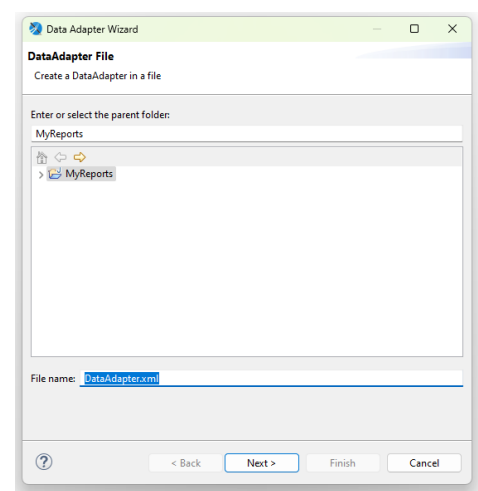 Data Adapter Wizard
DataAdapter File
Create a DataAdapter in a file
Enter or select the parent folder:
MyReports
MyReports
File name: DataAdapter.xml
? < Back Next > Finish Cancel